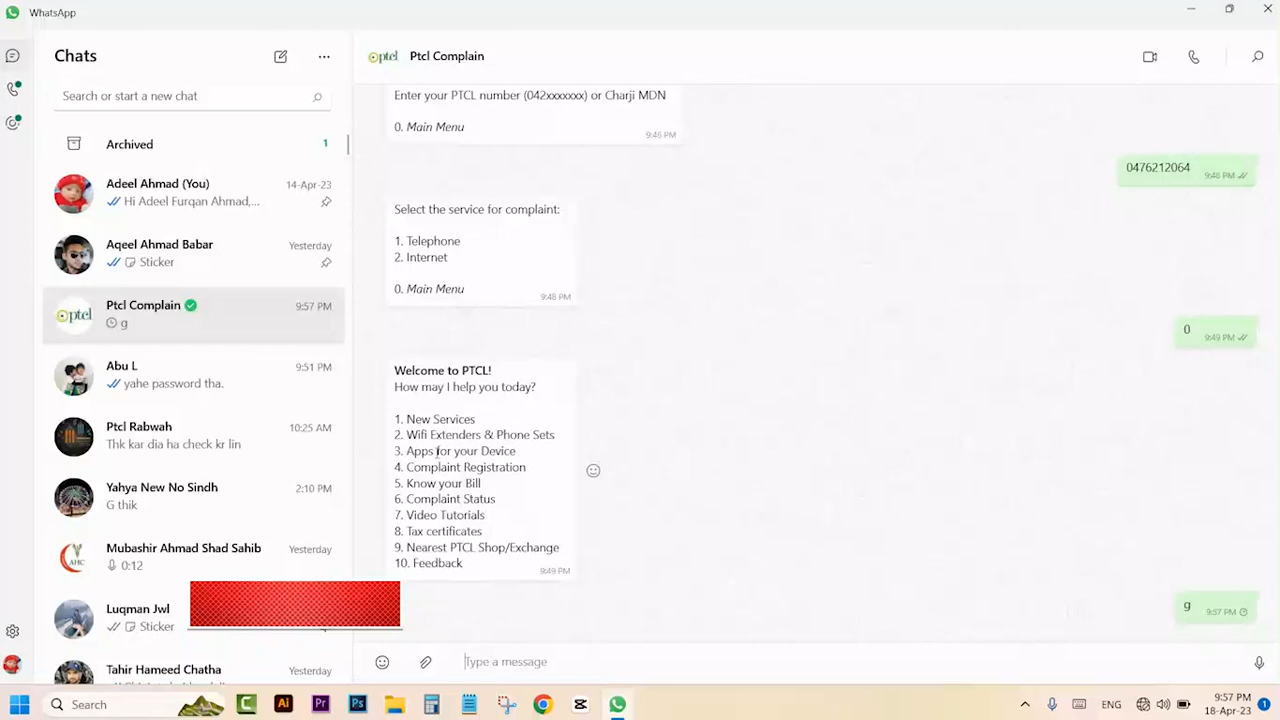 WhatsApp
Chats
Search or start a new chat
Archived
1
Adeel Ahmad (You)
14-Apr-23
Hi Adeel Furqan Ahmad,...
Aqeel Ahmad Babar
Yesterday
Sticker
Ptcl Complain
9:57 PM
g
Abu L
9:51 PM
yahe password tha.
Ptcl Rabwah
10:25 AM
Thk kar dia ha check kr lin
Yahya New No Sindh
2:10 PM
G thik
Mubashir Ahmad Shad Sahib
Yesterday
0:12
Luqman Jwl
Sticker
Tahir Hameed Chatha
Yesterday
ptcl
Ptcl Complain
Enter your PTCL number (042xxxxxxx) or Charji MDN
0. Main Menu
9:46 PM
0476212064
9:48 PM
Select the service for complaint:
1. Telephone
2. Internet
0. Main Menu
9:48 PM
0
9:49 PM
Welcome to PTCL!
How may I help you today?
1. New Services
2. Wifi Extenders & Phone Sets
3. Apps for your Device
4. Complaint Registration
5. Know your Bill
6. Complaint Status
7. Video Tutorials
8. Tax certificates
9. Nearest PTCL Shop/Exchange
10. Feedback
9:49 PM
g
9:57 PM
Type a message
Search
ENG
9:57 PM
18-Apr-23